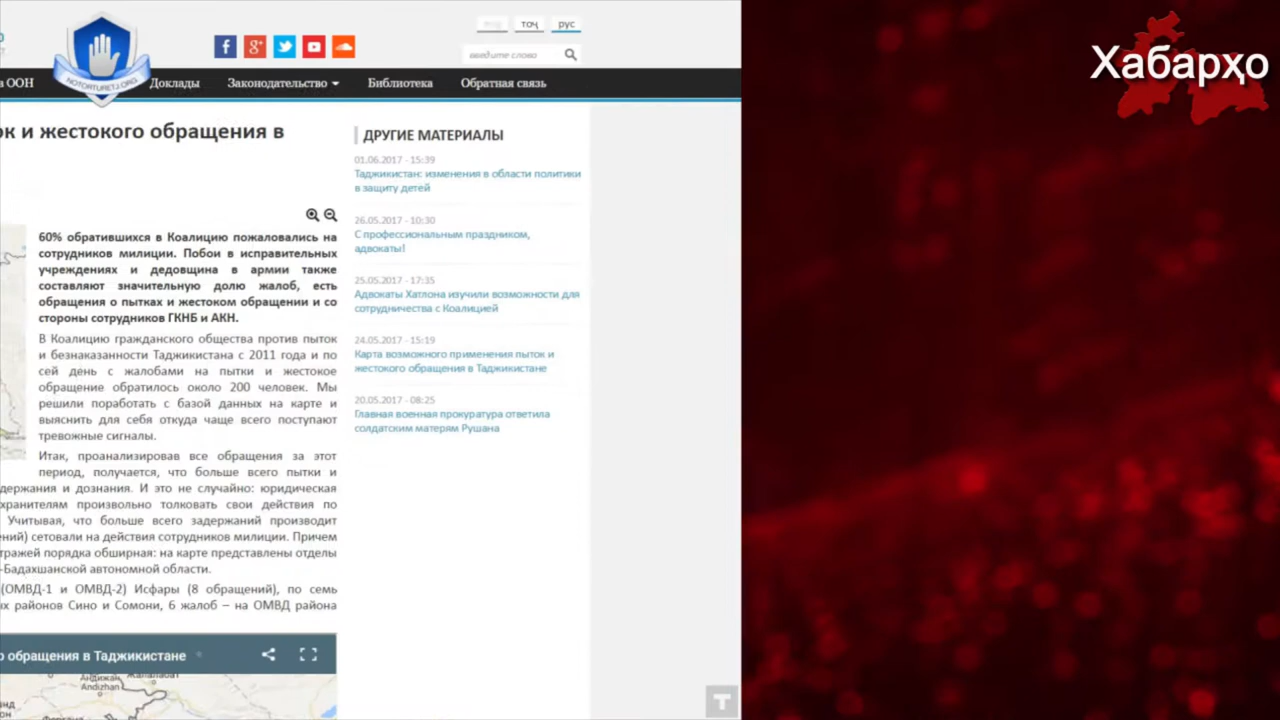 тоҷ
рус
введите слово
NOTORTURETJ.ORG
ООН
Доклады
Законодательство
Библиотека
Обратная связь
и жестокого обращения в
60% обратившихся в Коалицию пожаловались на
сотрудников милиции. Побои в исправительных
учреждениях и дедовщина в армии также
составляют значительную долю жалоб, есть
обращения о пытках и жестоком обращении и со
стороны сотрудников ГКНБ и АКН.
В Коалицию гражданского общества против пыток
и безнаказанности Таджикистана с 2011 года и по
сей день с жалобами на пытки и жестокое
обращение обратилось около 200 человек. Мы
решили поработать с базой данных на карте и
выяснить для себя откуда чаще всего поступают
тревожные сигналы.
Итак, проанализировав все обращения за этот
период, получается, что больше всего пытки и
держания и дознания. И это не случайно: юридическая
хранителям произвольно толковать свои действия по
Учитывая, что больше всего задержаний производит
ений) сетовали на действия сотрудников милиции. Причем
тражей порядка обширная: на карте представлены отделы
-Бадахшанской автономной области.
(ОМВД-1 и ОМВД-2) Исфары (8 обращений), по семь
х районов Сино и Сомони, 6 жалоб – на ОМВД района
о обращения в Таджикистане
Андижан
Andizhan
ДРУГИЕ МАТЕРИАЛЫ
01.06.2017 - 15:39
Таджикистан: изменения в области политики
в защиту детей
26.05.2017 - 10:30
С профессиональным праздником,
адвокаты!
25.05.2017 - 17:35
Адвокаты Хатлона изучили возможности для
сотрудничества с Коалицией
24.05.2017 - 15:19
Карта возможного применения пыток и
жестокого обращения в Таджикистане
20.05.2017 - 08:25
Главная военная прокуратура ответила
солдатским матерям Рушана
T
Хабарҳо